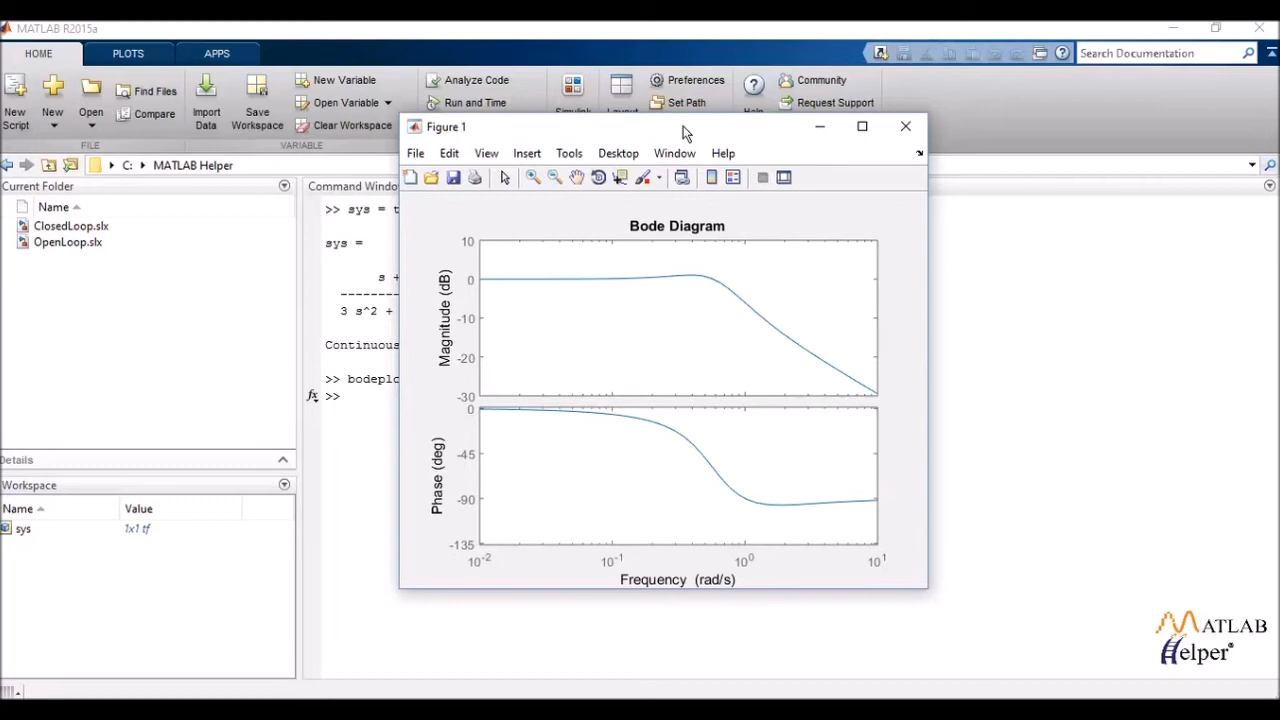 MATLAB R2015a
HOME PLOTS APPS
Search Documentation
New Script
New
Open
Find Files
Compare
FILE
Import Data
Save Workspace
New Variable
Open Variable
Clear Workspace
VARIABLE
Analyze Code
Run and Time
Simulink
Layout
Preferences
Set Path
Help
Community
Request Support
C: MATLAB Helper
Current Folder
Name
ClosedLoop.slx
OpenLoop.slx
Details
Workspace
Name Value
sys 1x1 tf
>> sys = t
sys =
s +
-----
3 s^2 +
Continuous
>> bodeplo
fx >>
Figure 1
File Edit View Insert Tools Desktop Window Help
Bode Diagram
Magnitude (dB)
10
0
-10
-20
-30
Phase (deg)
0
-45
-90
-135
10^-2 10^-1 10^0 10^1
Frequency (rad/s)
MATLAB
Helper®